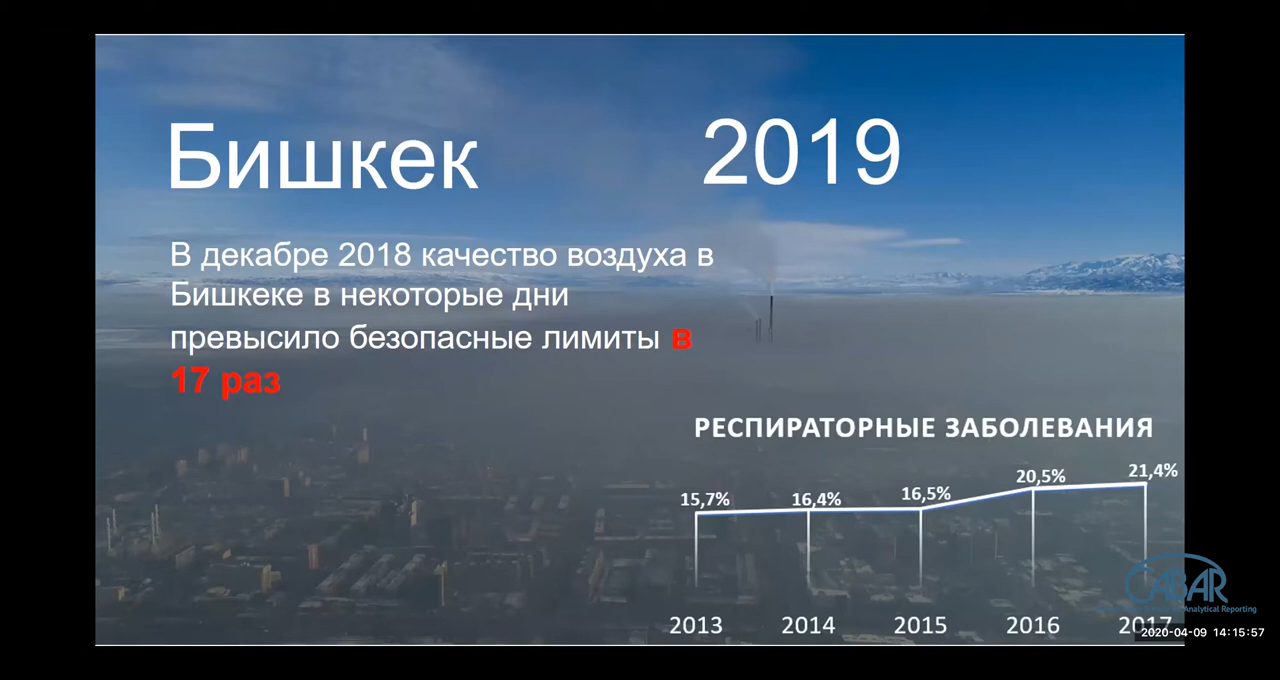 Бишкек
2019
В декабре 2018 качество воздуха в
Бишкеке в некоторые дни
превысило безопасные лимиты в
17 раз
РЕСПИРАТОРНЫЕ ЗАБОЛЕВАНИЯ
15,7%
16,4%
16,5%
20,5%
21,4%
2013
2014
2015
2016
2017
CABAR
Analytical Reporting
2020-04-09 14:15:57